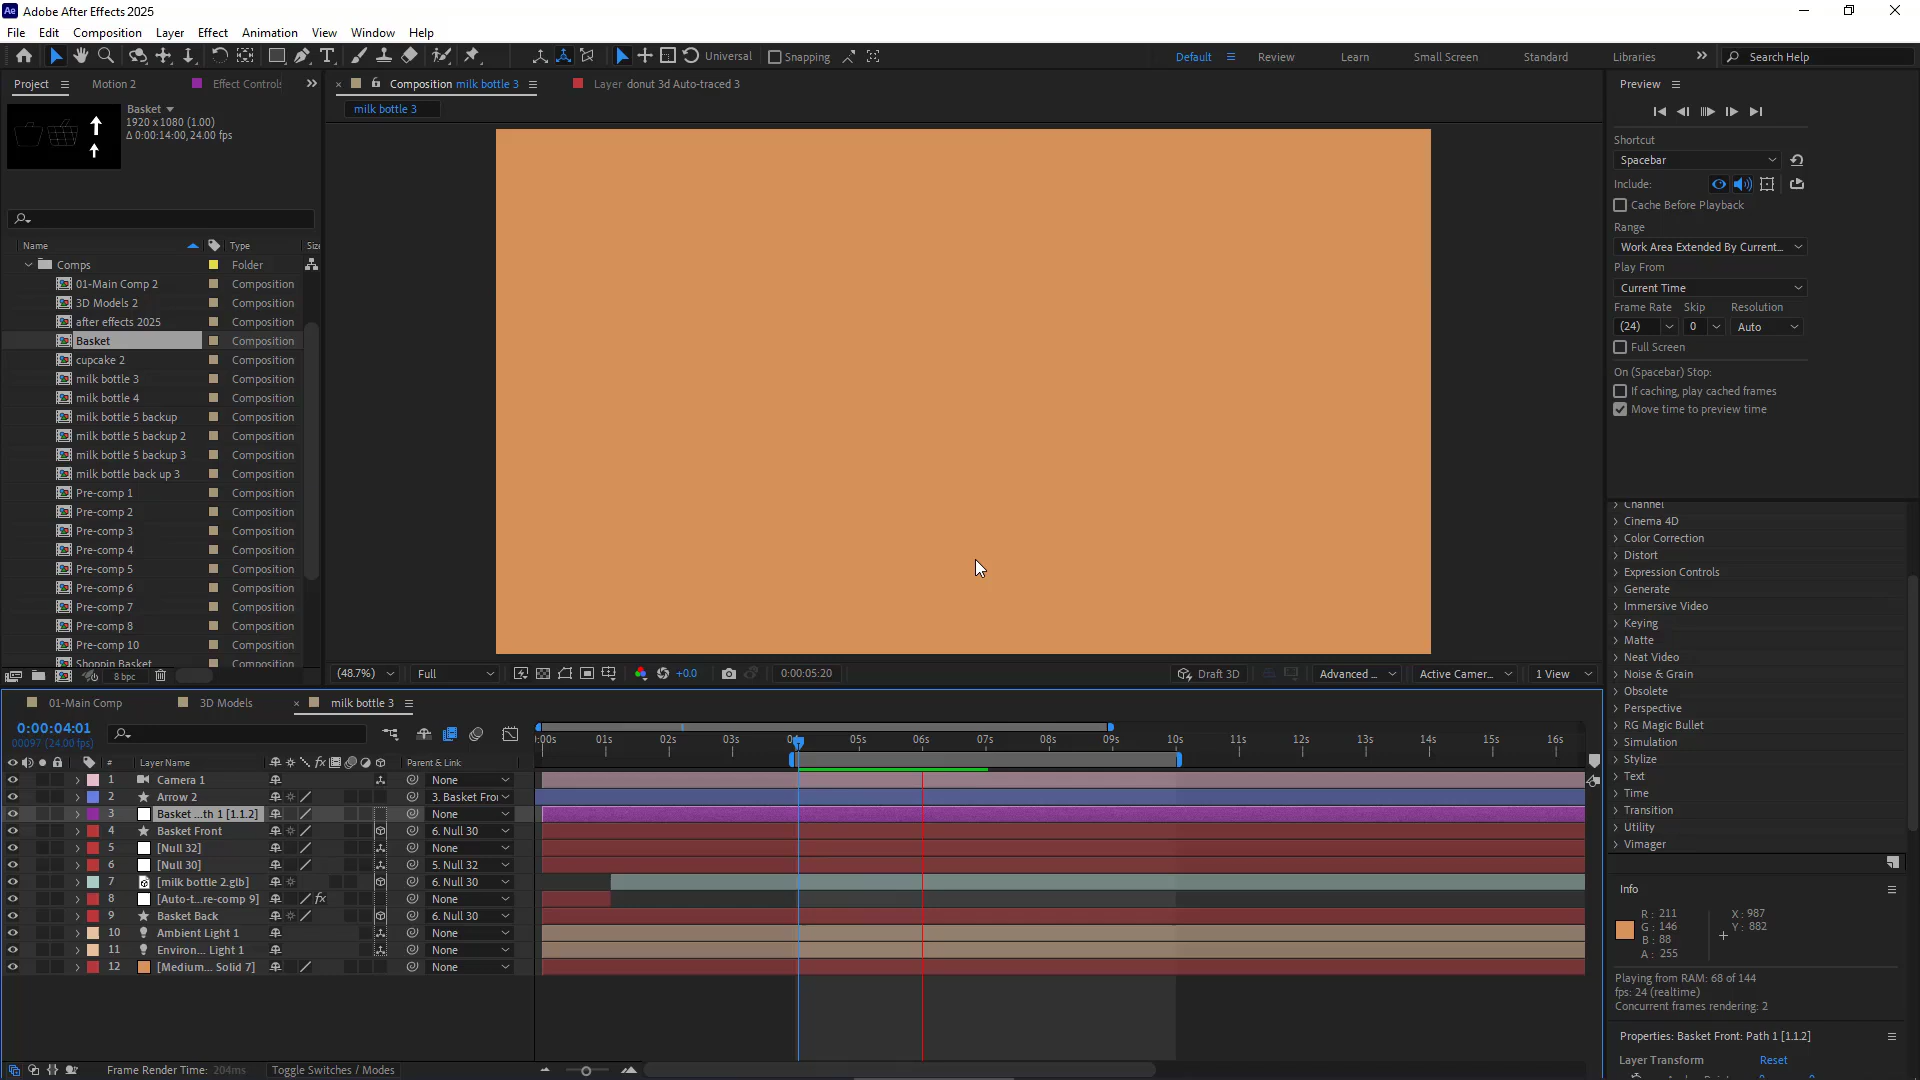 Adobe After Effects 2025
File Edit Composition Layer Effect Animation View Window Help
Universal Snapping Default Review Learn Small Screen Standard Libraries Search Help
Project Motion 2 Effect Controls
Basket
1920 x 1080 (1.00)
Δ 0:00:14:00, 24.00 fps
Name Type Size
Comps Folder
01-Main Comp 2 Composition
3D Models 2 Composition
after effects 2025 Composition
Basket Composition
cupcake 2 Composition
milk bottle 3 Composition
milk bottle 4 Composition
milk bottle 5 backup Composition
milk bottle 5 backup 2 Composition
milk bottle 5 backup 3 Composition
milk bottle back up 3 Composition
Pre-comp 1 Composition
Pre-comp 2 Composition
Pre-comp 3 Composition
Pre-comp 4 Composition
Pre-comp 5 Composition
Pre-comp 6 Composition
Pre-comp 7 Composition
Pre-comp 8 Composition
Pre-comp 10 Composition
Shoppin Basket Composition
8 bpc
Composition milk bottle 3 Layer donut 3d Auto-traced 3
milk bottle 3
(48.7%) Full +0.0 0:00:05:20 Draft 3D Advanced ... Active Camer... 1 View
Preview
Shortcut
Spacebar
Include:
Cache Before Playback
Range
Work Area Extended By Current...
Play From
Current Time
Frame Rate Skip Resolution
(24) 0 Auto
Full Screen
On (Spacebar) Stop:
If caching, play cached frames
Move time to preview time
Channel
Cinema 4D
Color Correction
Distort
Expression Controls
Generate
Immersive Video
Keying
Matte
Neat Video
Noise & Grain
Obsolete
Perspective
RG Magic Bullet
Simulation
Stylize
Text
Time
Transition
Utility
Vimager
Info
R: 211 X: 987
G: 146 Y: 882
B: 88
A: 255
Playing from RAM: 68 of 144
fps: 24 (realtime)
Concurrent frames rendering: 2
Properties: Basket Front: Path 1 [1.1.2]
Layer Transform Reset
01-Main Comp 3D Models milk bottle 3
0:00:04:01
00097 (24.00 fps)
:00s 01s 02s 03s 05s 06s 07s 08s 09s 10s 11s 12s 13s 14s 15s 16s
# Layer Name fx Parent & Link
1 Camera 1 None
2 Arrow 2 3. Basket Fro
3 Basket ...th 1 [1.1.2] None
4 Basket Front 6. Null 30
5 [Null 32] None
6 [Null 30] 5. Null 32
7 [milk bottle 2.glb] 6. Null 30
8 [Auto-t...re-comp 9] fx None
9 Basket Back 6. Null 30
10 Ambient Light 1 None
11 Environ... Light 1 None
12 [Medium... Solid 7] None
Frame Render Time: 204ms Toggle Switches / Modes